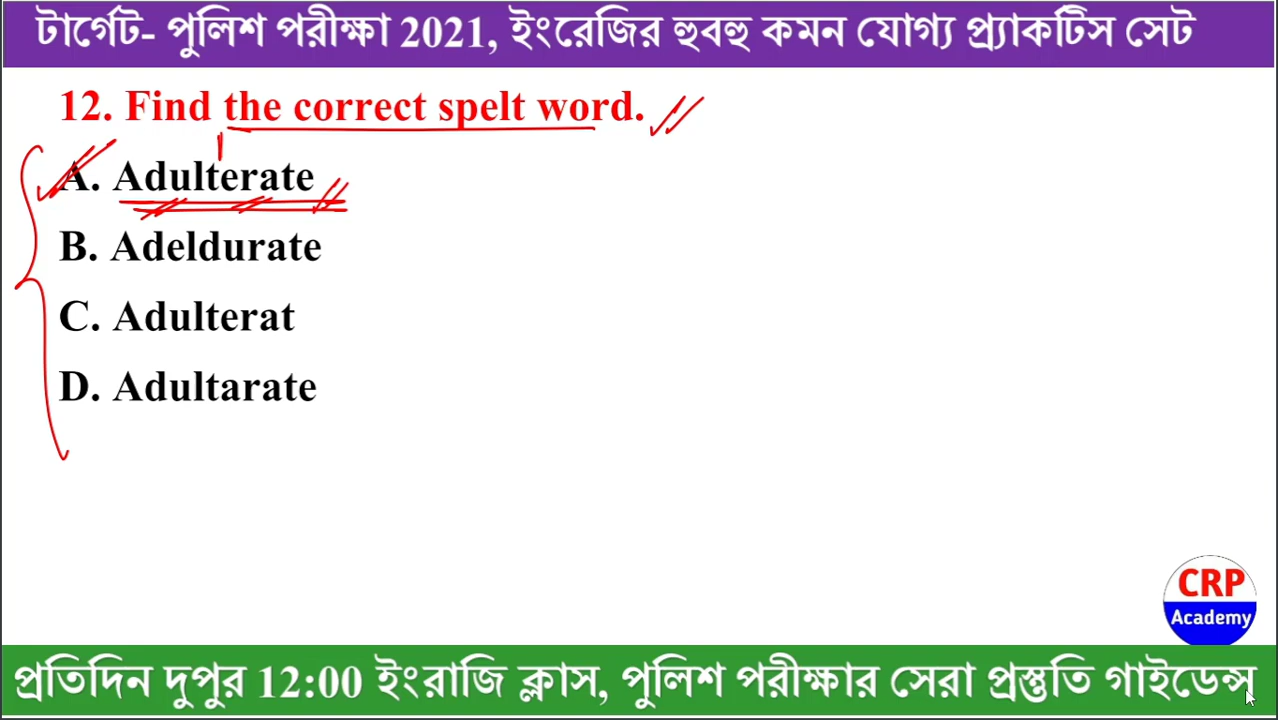 টার্গেট- পুলিশ পরীক্ষা 2021, ইংরেজির হুবহু কমন যোগ্য প্র্যাকটিস সেট
12. Find the correct spelt word.
A. Adulterate
B. Adeldurate
C. Adulterat
D. Adultarate
CRP
Academy
প্রতিদিন দুপুর 12:00 ইংরাজি ক্লাস, পুলিশ পরীক্ষার সেরা প্রস্তুতি গাইডেন্স